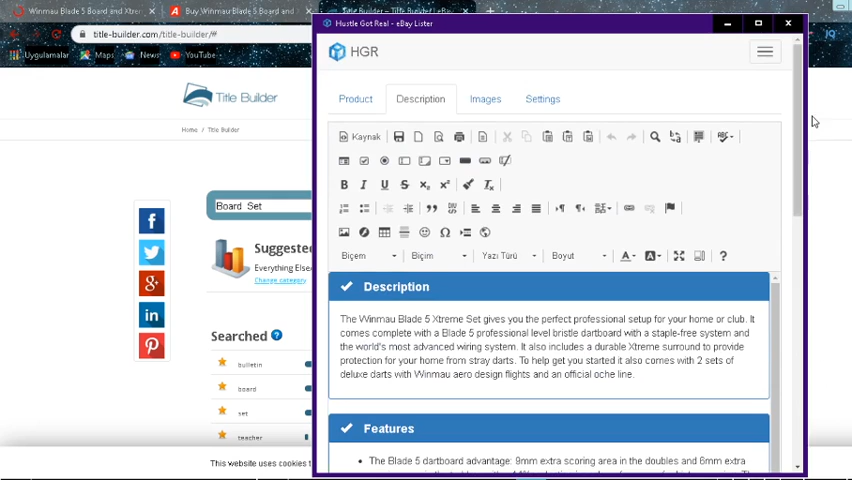 Winmau Blade 5 Board and Xtre
Buy Winmau Blade 5 Board and
Title Builder – Title Builder | eBay
title-builder.com/title-builder/#
Uygulamalar
Maps
News
YouTube
Title Builder
Home / Title Builder
Board Set
Suggested
Everything Else/
Change category
Searched
bulletin
board
set
teacher
This website uses cookies t
Hustle Got Real - eBay Lister
HGR
Product
Description
Images
Settings
Kaynak
Biçem
Biçim
Yazı Türü
Boyut
Description
The Winmau Blade 5 Xtreme Set gives you the perfect professional setup for your home or club. It
comes complete with a Blade 5 professional level bristle dartboard with a staple-free system and
the world's most advanced wiring system. It also includes a durable Xtreme surround to provide
protection for your home from stray darts. To help get you started it also comes with 2 sets of
deluxe darts with Winmau aero design flights and an official oche line.
Features
The Blade 5 dartboard advantage: 9mm extra scoring area in the doubles and 6mm extra